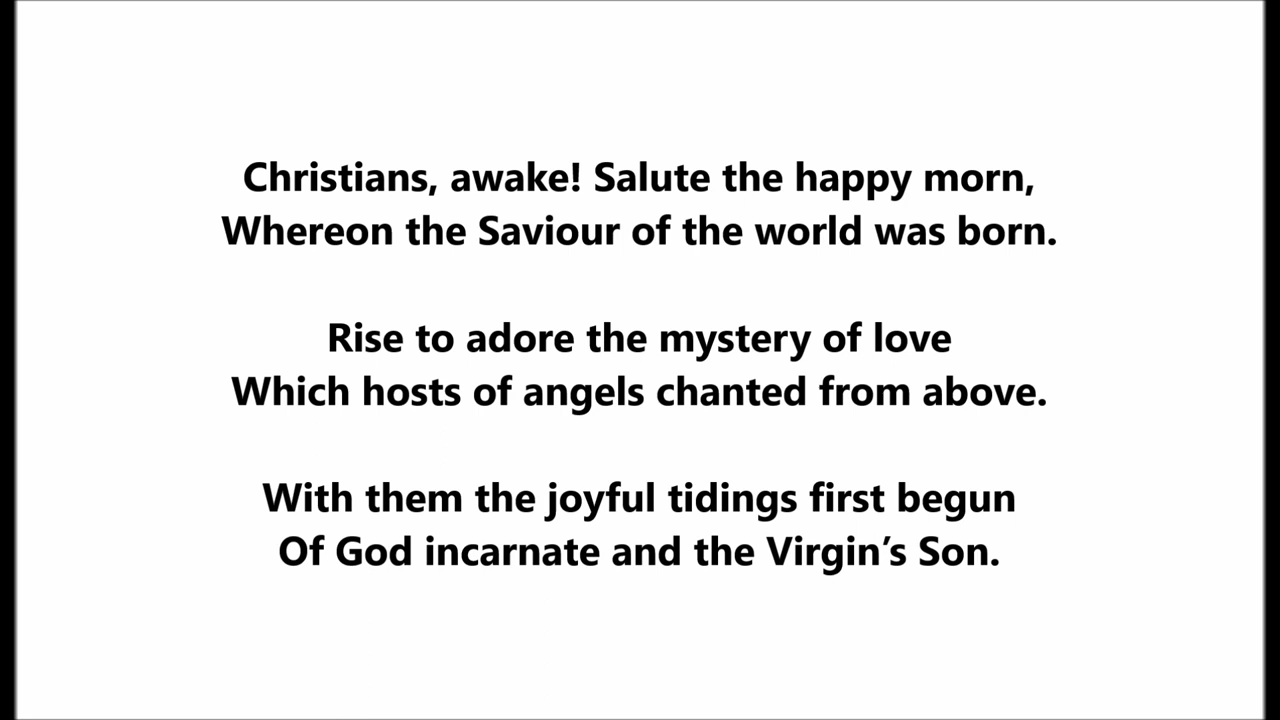 Christians, awake! Salute the happy morn,
Whereon the Saviour of the world was born.
Rise to adore the mystery of love
Which hosts of angels chanted from above.
With them the joyful tidings first begun
Of God incarnate and the Virgin’s Son.